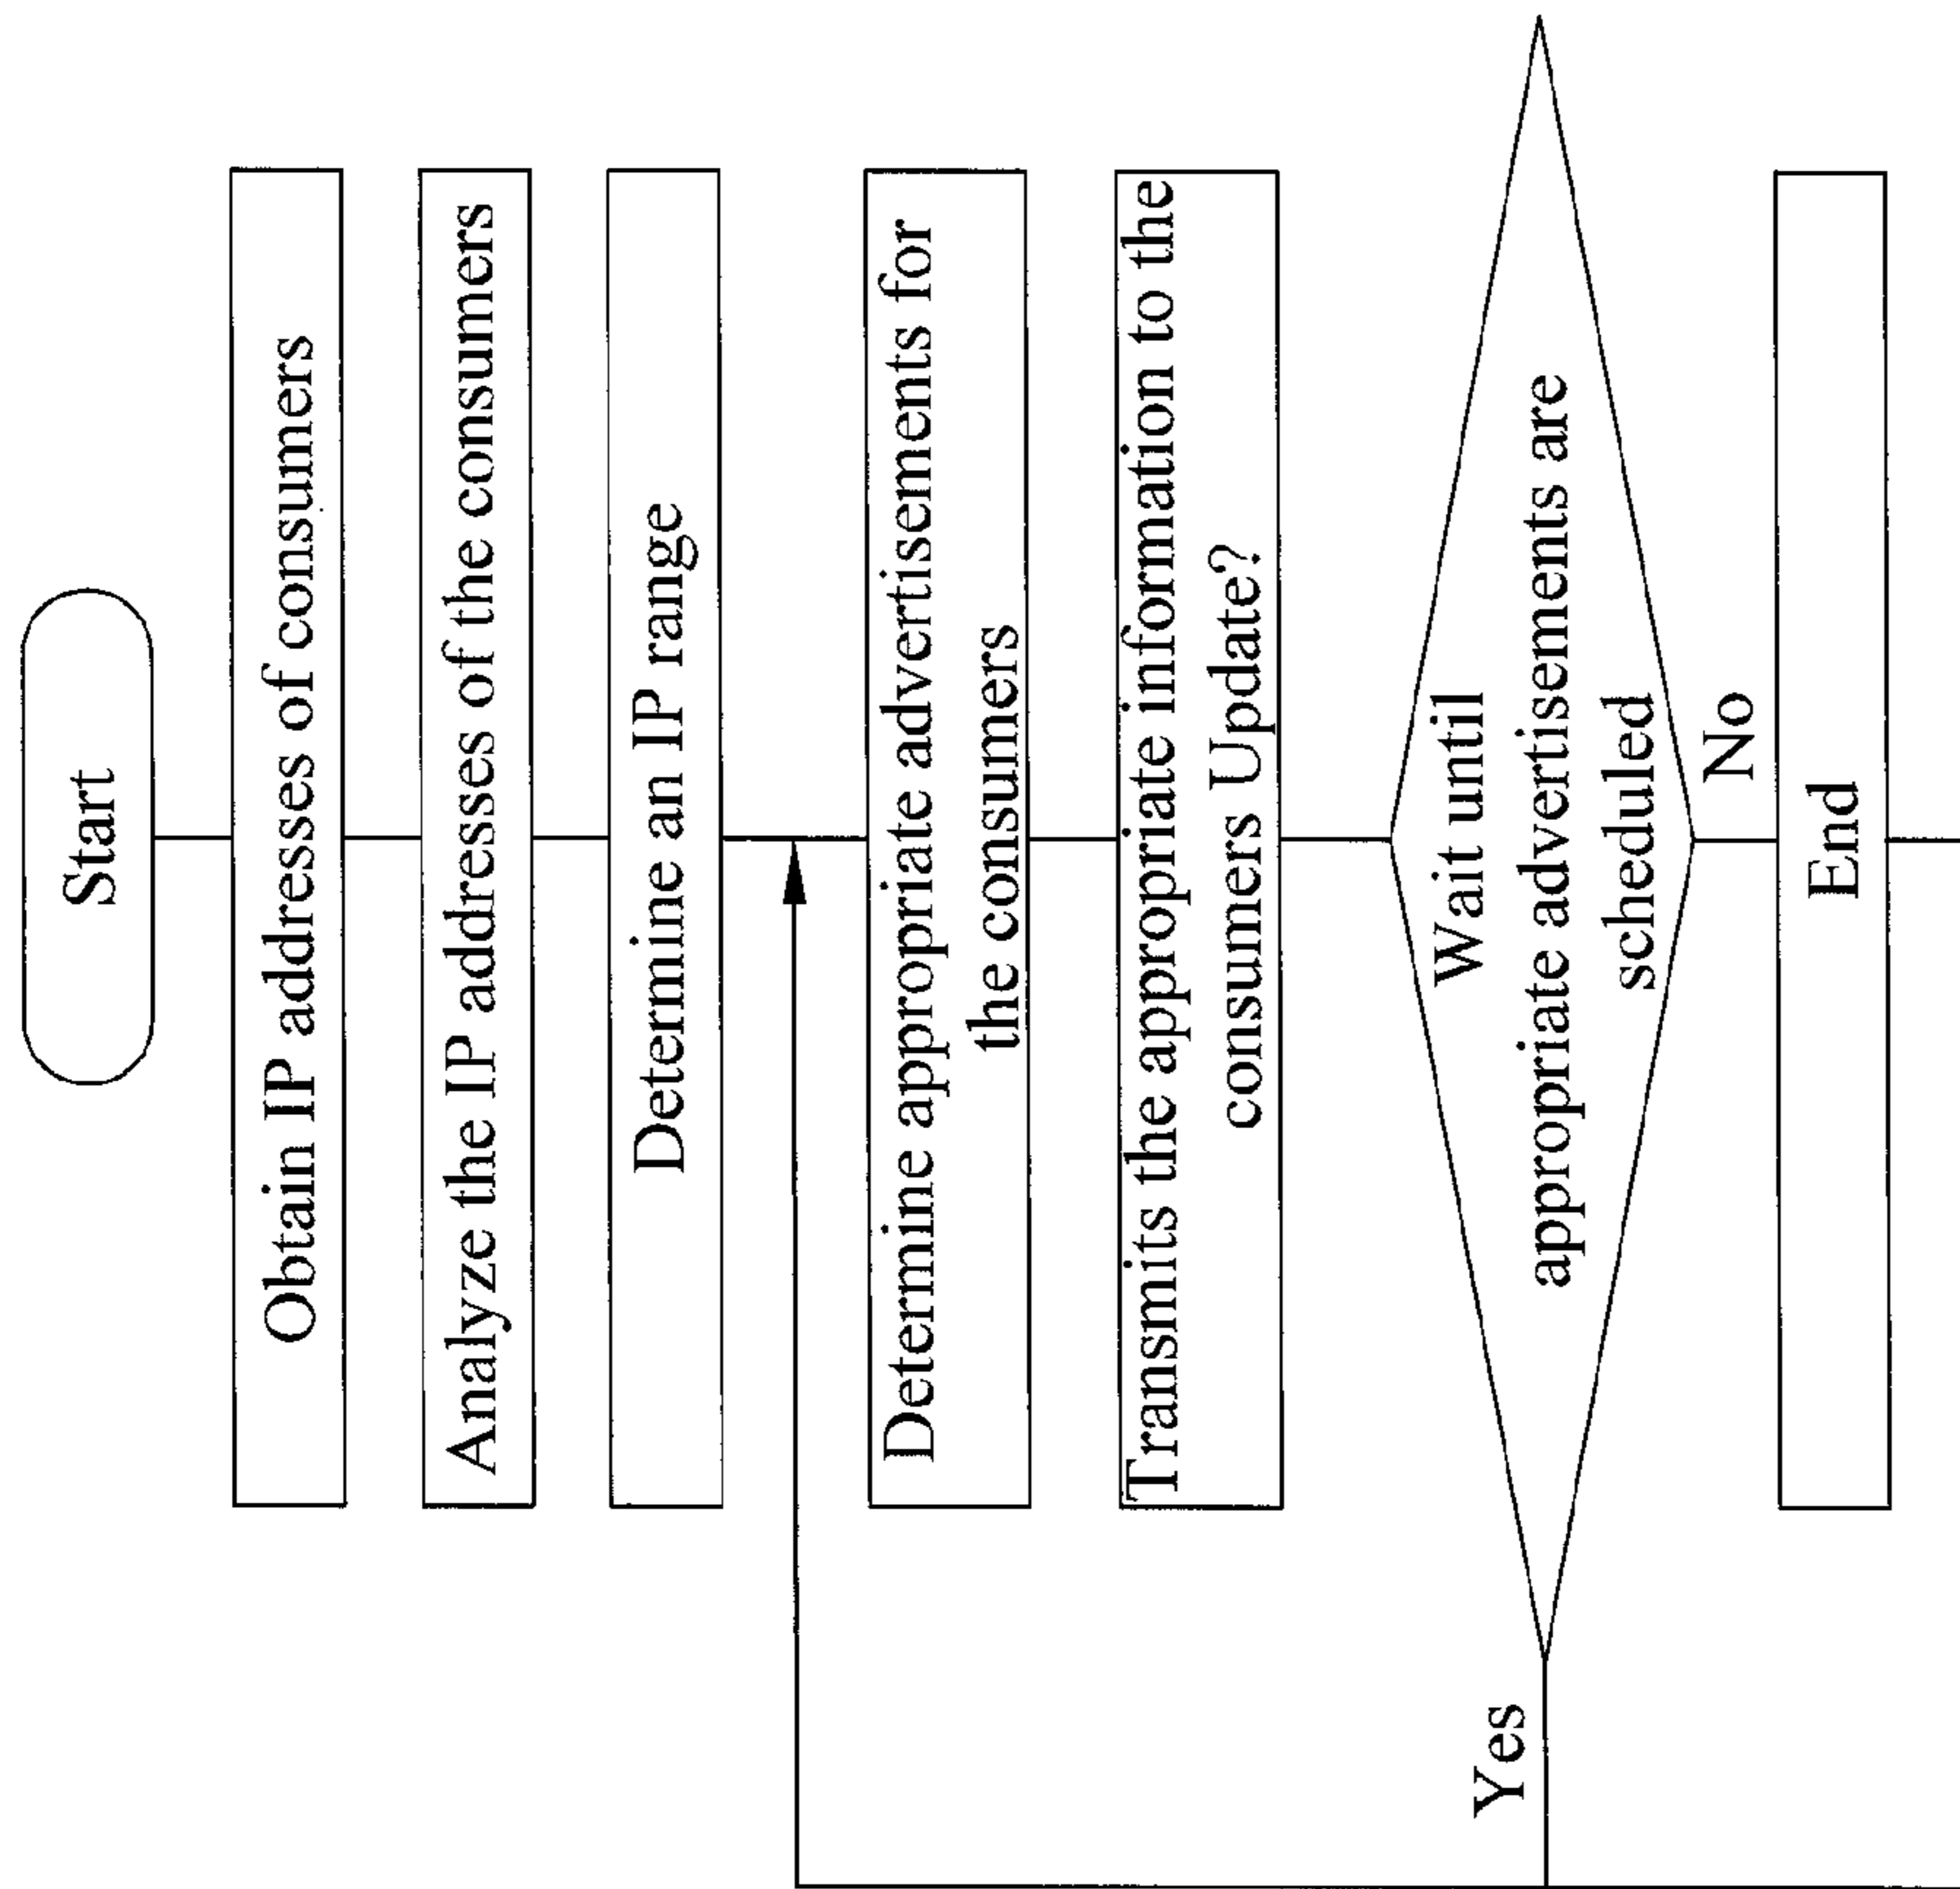 Start
Obtain IP addresses of consumers
Analyze the IP addresses of the consumers
Determine an IP range
Determine appropriate advertisements for
the consumers
Transmits the appropriate information to the
consumers Update?
Wait until
appropriate advertisements are
scheduled
Yes
No
End